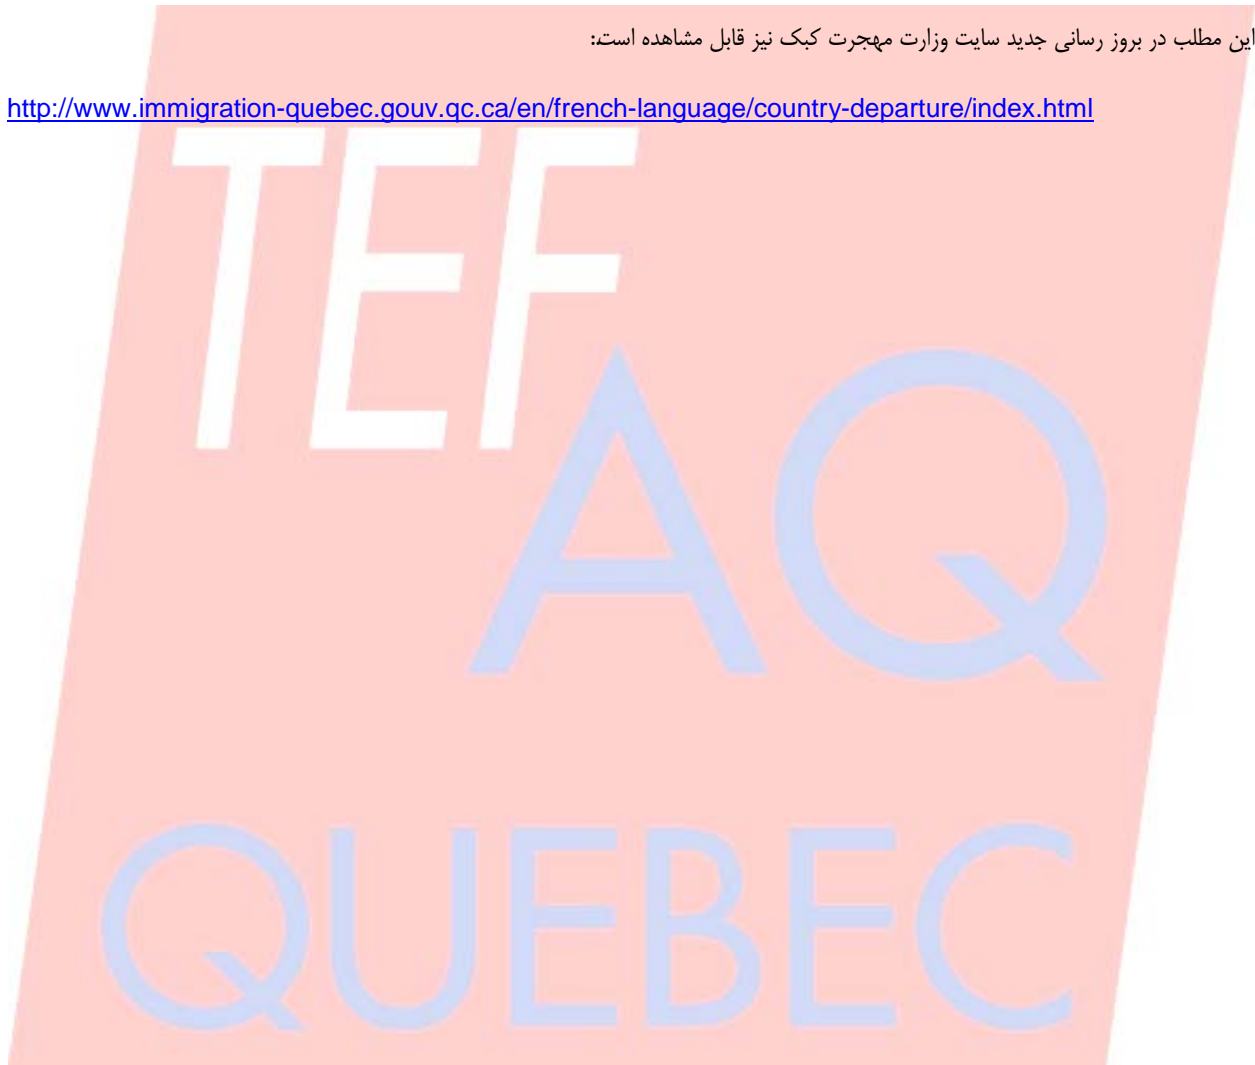 این مطلب در بروز رسانی جدید سایت وزارت مهجرت کبک نیز قابل مشاهده است:
http://www.immigration-quebec.gouv.qc.ca/en/french-language/country-departure/index.html
TEF
AQ
QUEBEC